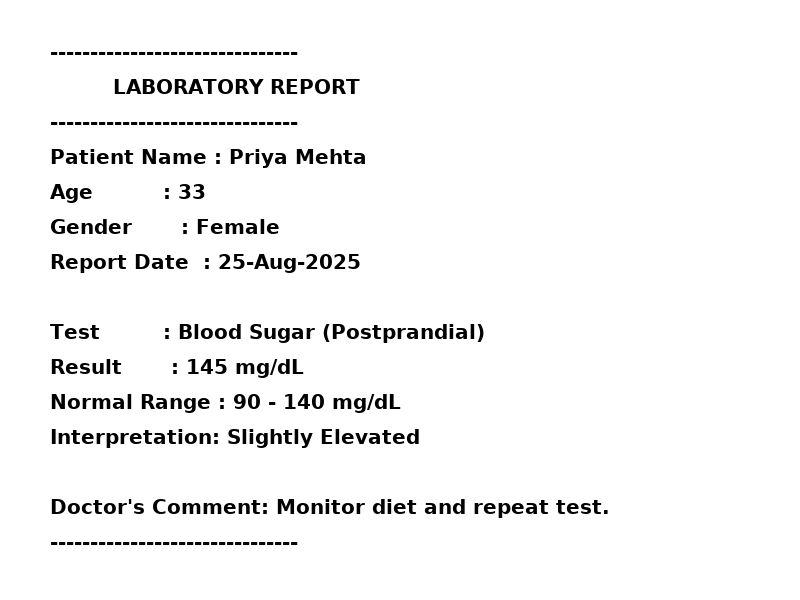 -------------------------------
LABORATORY REPORT
-------------------------------
Patient Name : Priya Mehta
Age : 33
Gender : Female
Report Date : 25-Aug-2025
Test : Blood Sugar (Postprandial)
Result : 145 mg/dL
Normal Range : 90 - 140 mg/dL
Interpretation: Slightly Elevated
Doctor's Comment: Monitor diet and repeat test.
-------------------------------